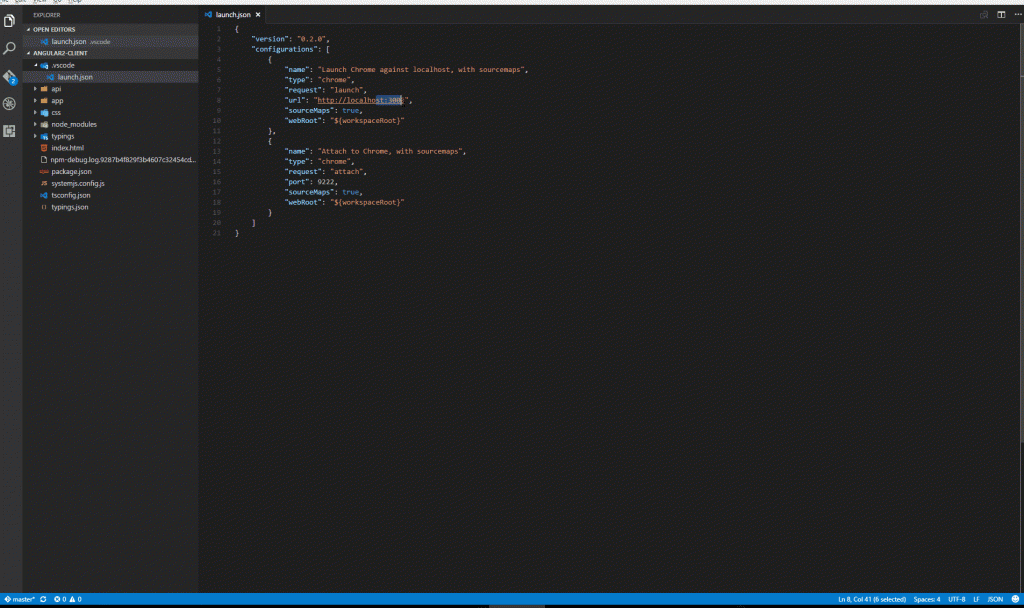 EXPLORER
OPEN EDITORS
launch.json .vscode
ANGULAR2-CLIENT
.vscode
launch.json
api
app
css
node_modules
typings
index.html
npm-debug.log.9287b4f829f3b4607c32454cd...
package.json
systemjs.config.js
tsconfig.json
typings.json
launch.json
1 {
2 "version": "0.2.0",
3 "configurations": [
4 {
5 "name": "Launch Chrome against localhost, with sourcemaps",
6 "type": "chrome",
7 "request": "launch",
8 "url": "http://localhost:300",
9 "sourceMaps": true,
10 "webRoot": "${workspaceRoot}"
11 },
12 {
13 "name": "Attach to Chrome, with sourcemaps",
14 "type": "chrome",
15 "request": "attach",
16 "port": 9222,
17 "sourceMaps": true,
18 "webRoot": "${workspaceRoot}"
19 }
20 ]
21 }
2
master* 0 0 Ln 8, Col 41 (6 selected) Spaces: 4 UTF-8 LF JSON